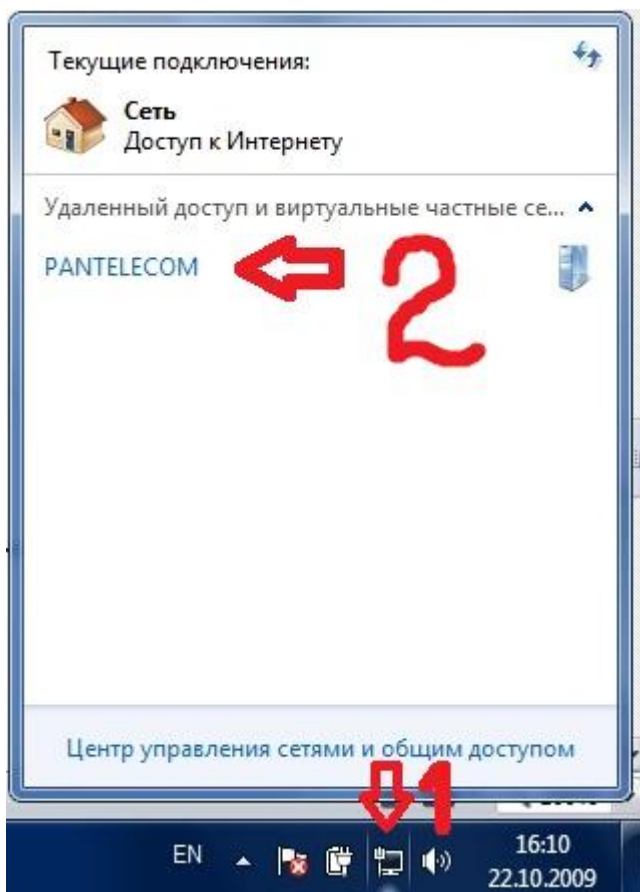 Текущие подключения:
Сеть
Доступ к Интернету
Удаленный доступ и виртуальные частные се...
PANTELECOM
2
Центр управления сетями и общим доступом
1
EN
16:10
22.10.2009